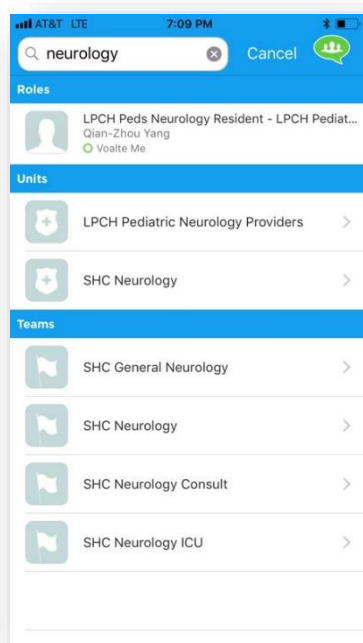 AT&T LTE 7:09 PM
neurology Cancel
Roles
LPCH Peds Neurology Resident - LPCH Pediat...
Qian-Zhou Yang
Voalte Me
Units
LPCH Pediatric Neurology Providers
SHC Neurology
Teams
SHC General Neurology
SHC Neurology
SHC Neurology Consult
SHC Neurology ICU